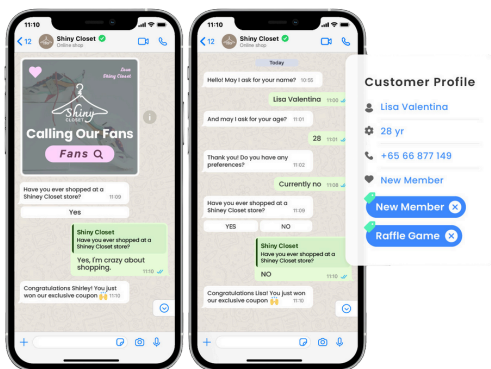 11:10
12
Shiny Closet
Online shop
Love
Shiny Closet
Shiny
CLOSET
Calling Our Fans
Fans
Have you ever shopped at a
Shiney Closet store?
11:09
Yes
Shiny Closet
Have you ever shopped at a
Shiney Closet store?
Yes, I'm crazy about
shopping.
11:10
Congratulations Shirley! You just
won our exclusive coupon 🙌 11:10
11:10
12
Shiny Closet
Online shop
Today
Hello! May I ask for your name? 10:55
Lisa Valentina 11:00
And may I ask for your age? 11:01
28 11:01
Thank you! Do you have any
preferences?
11:02
Currently no 11:08
Have you ever shopped at a
Shiney Closet store?
11:09
YES
NO
Shiny Closet
Have you ever shopped at a
Shiney Closet store?
NO
11:10
Congratulations Lisa! You just won
our exclusive coupon 🙌 11:10
Customer Profile
Lisa Valentina
28 yr
+65 66 877 149
New Member
New Member
Raffle Game